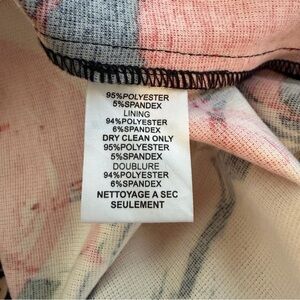 95%POLYESTER
5%SPANDEX
LINING
94%POLYESTER
6%SPANDEX
DRY CLEAN ONLY
95%POLYESTER
5%SPANDEX
DOUBLURE
94%POLYESTER
6%SPANDEX
NETTOYAGE A SEC
SEULEMENT